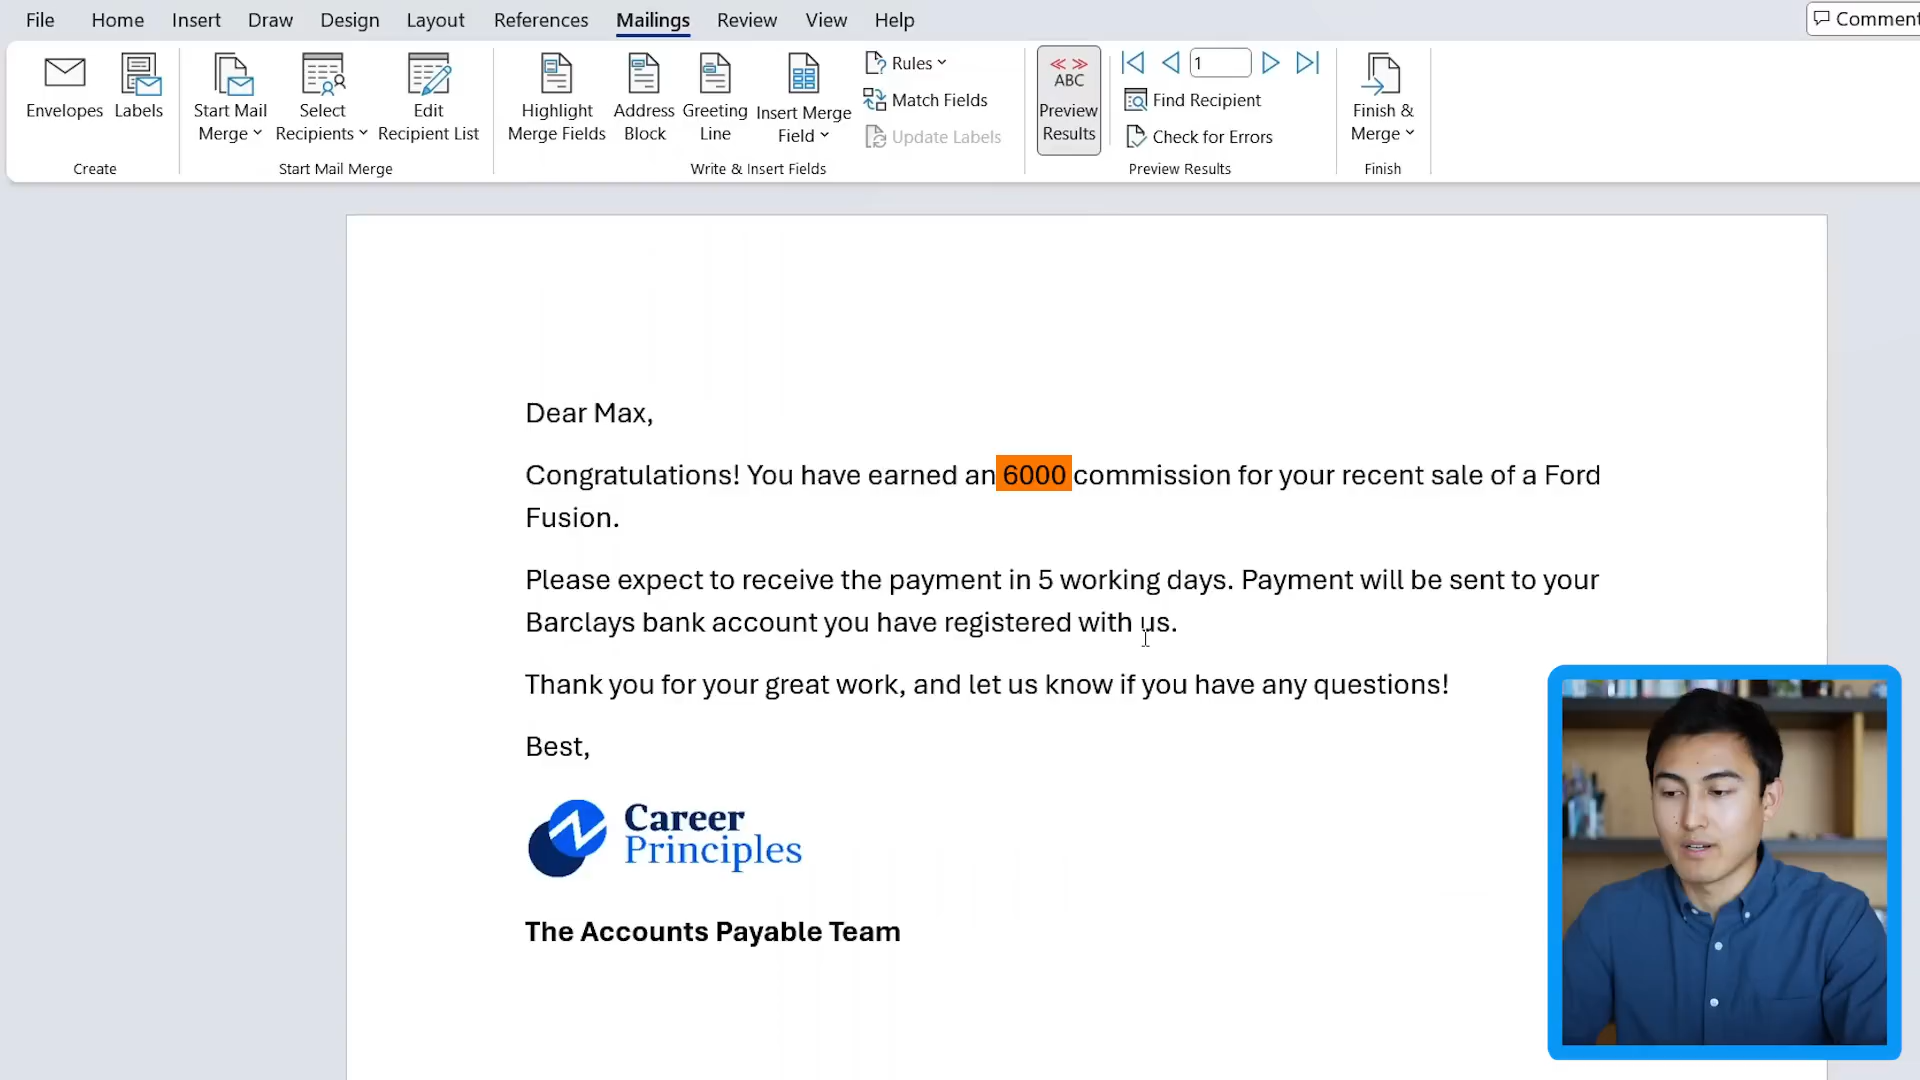 File Home Insert Draw Design Layout References Mailings Review View Help
Comment
Envelopes Labels
Start Mail Merge
Select Recipients
Edit Recipient List
Highlight Merge Fields
Address Block
Greeting Line
Insert Merge Field
Rules
Match Fields
Update Labels
ABC
Preview Results
1
Find Recipient
Check for Errors
Finish & Merge
Create
Start Mail Merge
Write & Insert Fields
Preview Results
Finish
Dear Max,
Congratulations! You have earned an 6000 commission for your recent sale of a Ford
Fusion.
Please expect to receive the payment in 5 working days. Payment will be sent to your
Barclays bank account you have registered with us.
Thank you for your great work, and let us know if you have any questions!
Best,
Career
Principles
The Accounts Payable Team